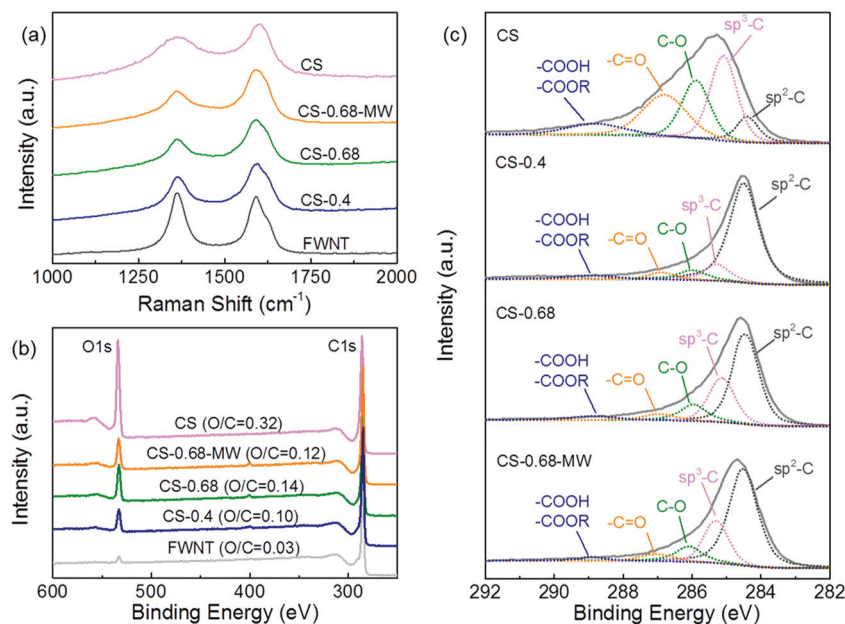 (a)
CS
CS-0.68-MW
CS-0.68
CS-0.4
FWNT
Intensity (a.u.)
1000 1250 1500 1750 2000
Raman Shift (cm⁻¹)
(b)
O1s
C1s
CS (O/C=0.32)
CS-0.68-MW (O/C=0.12)
CS-0.68 (O/C=0.14)
CS-0.4 (O/C=0.10)
FWNT (O/C=0.03)
Intensity (a.u.)
600 500 400 300
Binding Energy (eV)
(c)
CS
-COOH
-COOR
-C=O
C-O
sp³-C
sp²-C
CS-0.4
-COOH
-COOR
-C=O
C-O
sp³-C
sp²-C
CS-0.68
-COOH
-COOR
-C=O
C-O
sp³-C
sp²-C
CS-0.68-MW
-COOH
-COOR
-C=O
C-O
sp³-C
sp²-C
Intensity (a.u.)
292 290 288 286 284 282
Binding Energy (eV)